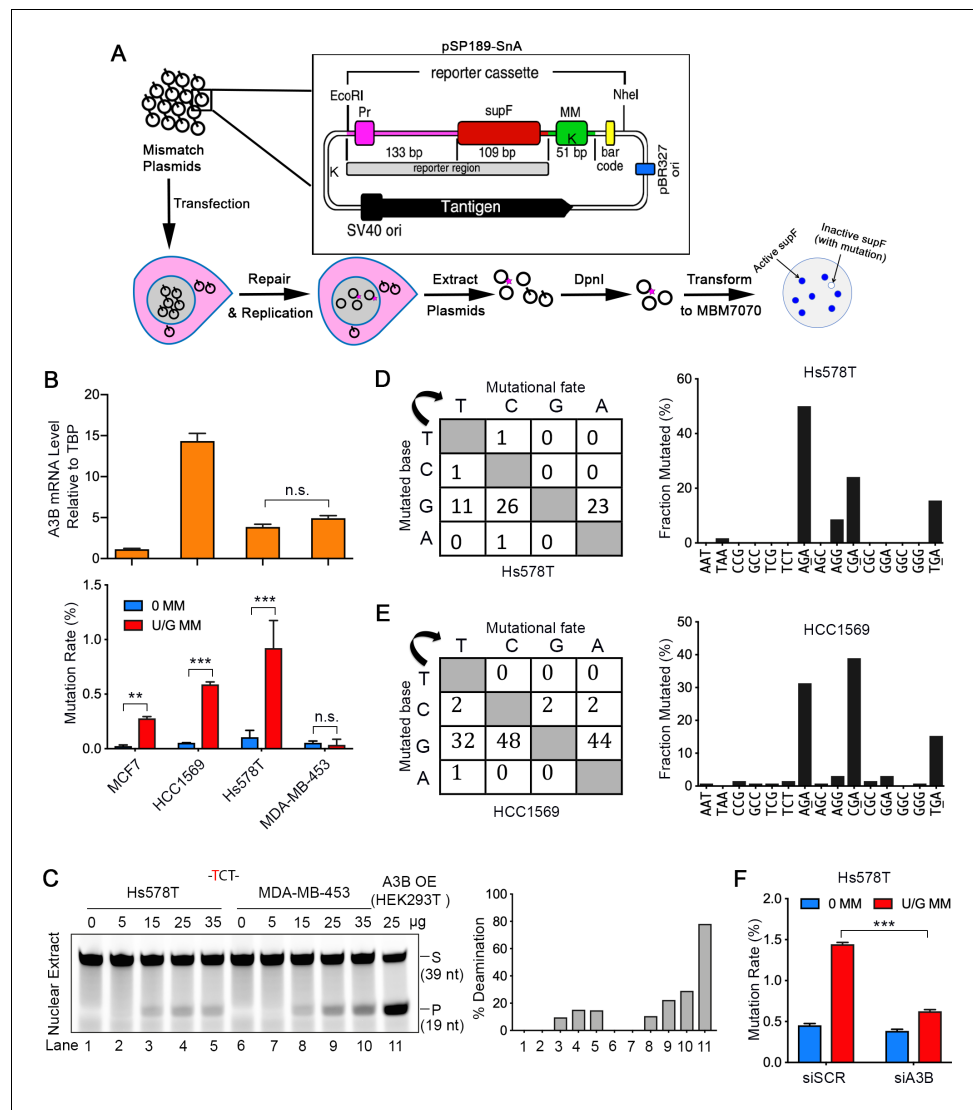 A
pSP189-SnA
reporter cassette
EcoRI
NheI
Pr
supF
MM
K
133 bp
109 bp
51 bp
bar
code
K
reporter region
pBR327
ori
Tantigen
SV40 ori
Mismatch
Plasmids
Transfection
Repair
& Replication
Extract
Plasmids
DpnI
Transform
to MBM7070
Active supF
Inactive supF
(with mutation)
B
A3B mRNA Level
Relative to TBP
20
15
10
5
0
n.s.
Mutation Rate (%)
1.5
1.0
0.5
0.0
0 MM
U/G MM
**
***
***
n.s.
MCF7
HCC1569
Hs578T
MDA-MB-453
D
Mutational fate
T C G A
Mutated base
T 1 0 0
C 1 0 0
G 11 26 23
A 0 1 0
Hs578T
Hs578T
Fraction Mutated (%)
60
40
20
0
AAT TAA CCG GCC TCG TCT AGA AGC AGG CGA CGC GGA GGC GGG TGA
E
Mutational fate
T C G A
Mutated base
T 0 0 0
C 2 2 2
G 32 48 44
A 1 0 0
HCC1569
HCC1569
Fraction Mutated (%)
50
40
30
20
10
0
AAT TAA CCG GCC TCG TCT AGA AGC AGG CGA CGC GGA GGC GGG TGA
C
-TCT-
Hs578T
MDA-MB-453
A3B OE
(HEK293T )
0 5 15 25 35 0 5 15 25 35 25 µg
Nuclear Extract
S
(39 nt)
P
(19 nt)
Lane 1 2 3 4 5 6 7 8 9 10 11
% Deamination
100
80
60
40
20
0
1 2 3 4 5 6 7 8 9 10 11
F
Hs578T
0 MM
U/G MM
Mutation Rate (%)
2.0
1.5
1.0
0.5
0.0
***
siSCR
siA3B